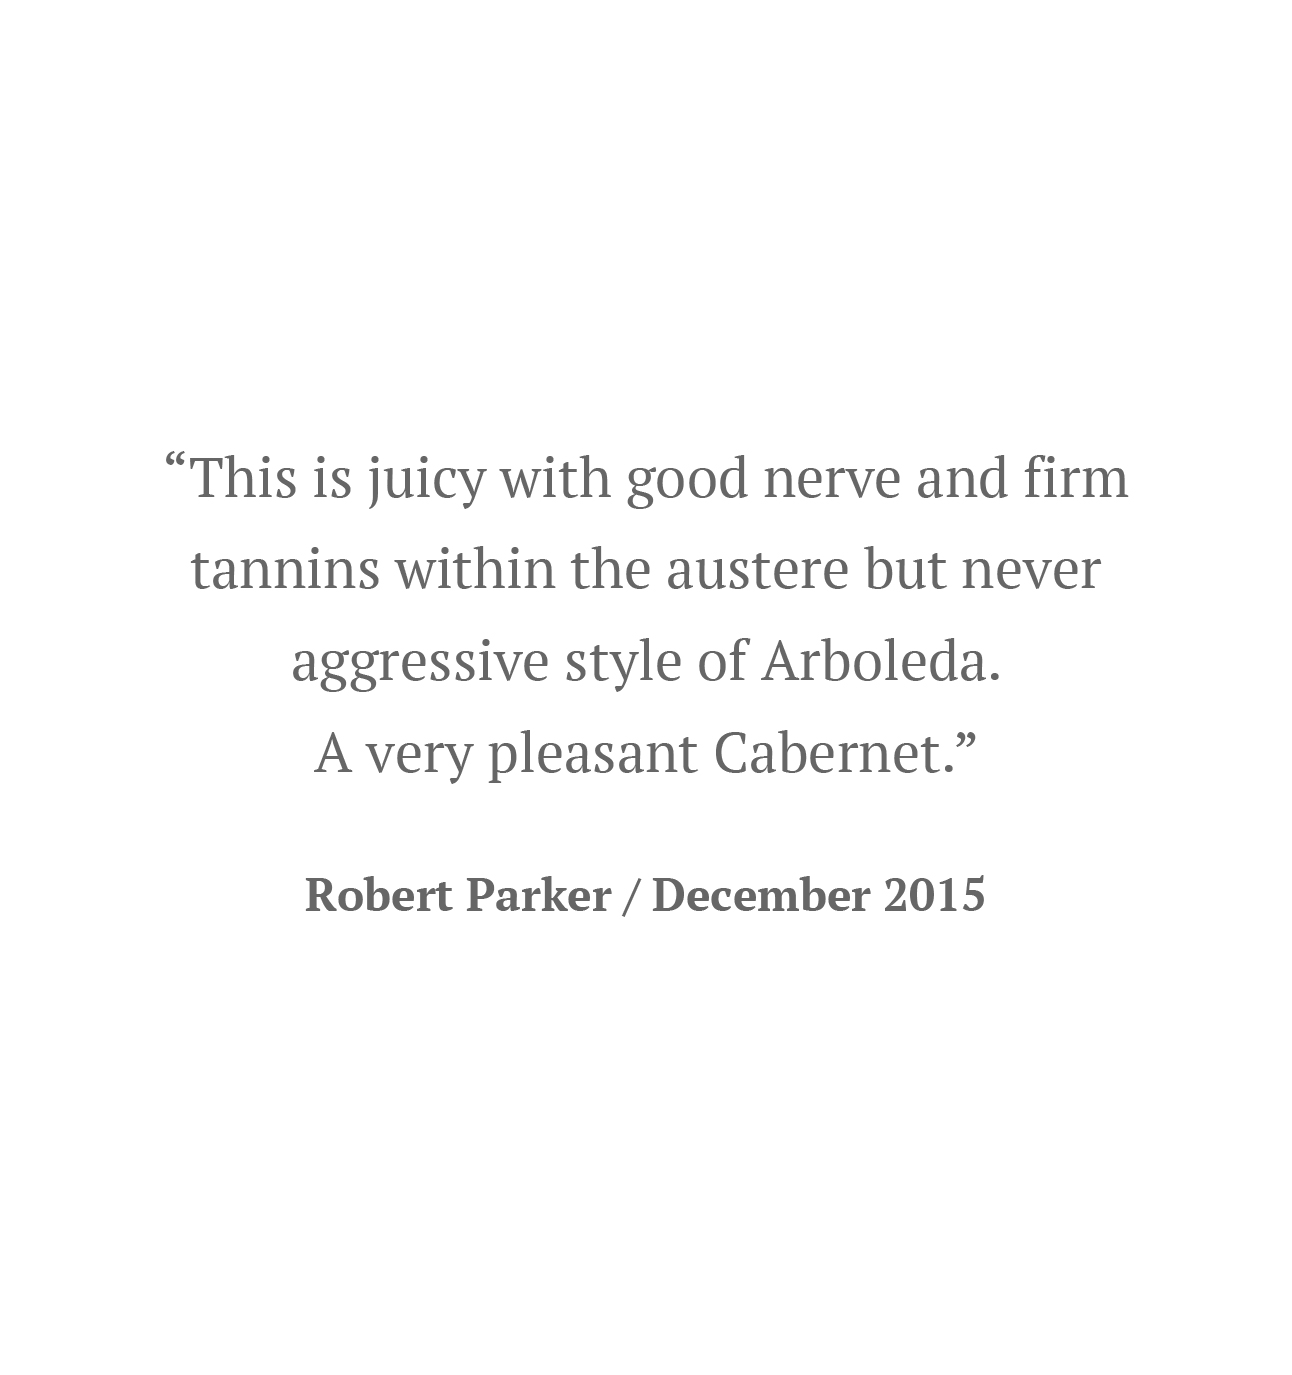 “This is juicy with good nerve and firm
tannins within the austere but never
aggressive style of Arboleda.
A very pleasant Cabernet.”
Robert Parker / December 2015